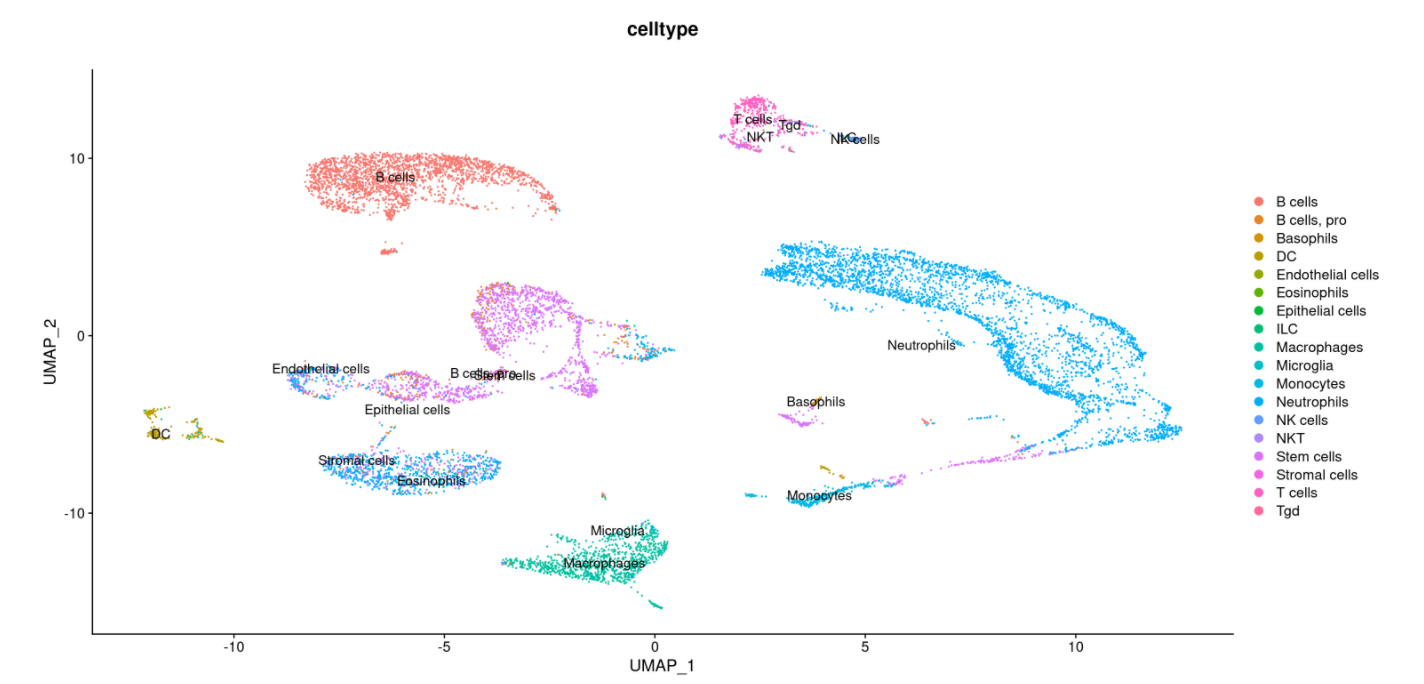 celltype
T cells
Tgd
NKT
ILC
NK cells
B cells
Neutrophils
Endothelial cells
B cells, pro
Stem cells
Epithelial cells
Basophils
DC
Stromal cells
Eosinophils
Monocytes
Microglia
Macrophages
UMAP_2
10
0
-10
-10
-5
0
5
10
UMAP_1
B cells
B cells, pro
Basophils
DC
Endothelial cells
Eosinophils
Epithelial cells
ILC
Macrophages
Microglia
Monocytes
Neutrophils
NK cells
NKT
Stem cells
Stromal cells
T cells
Tgd